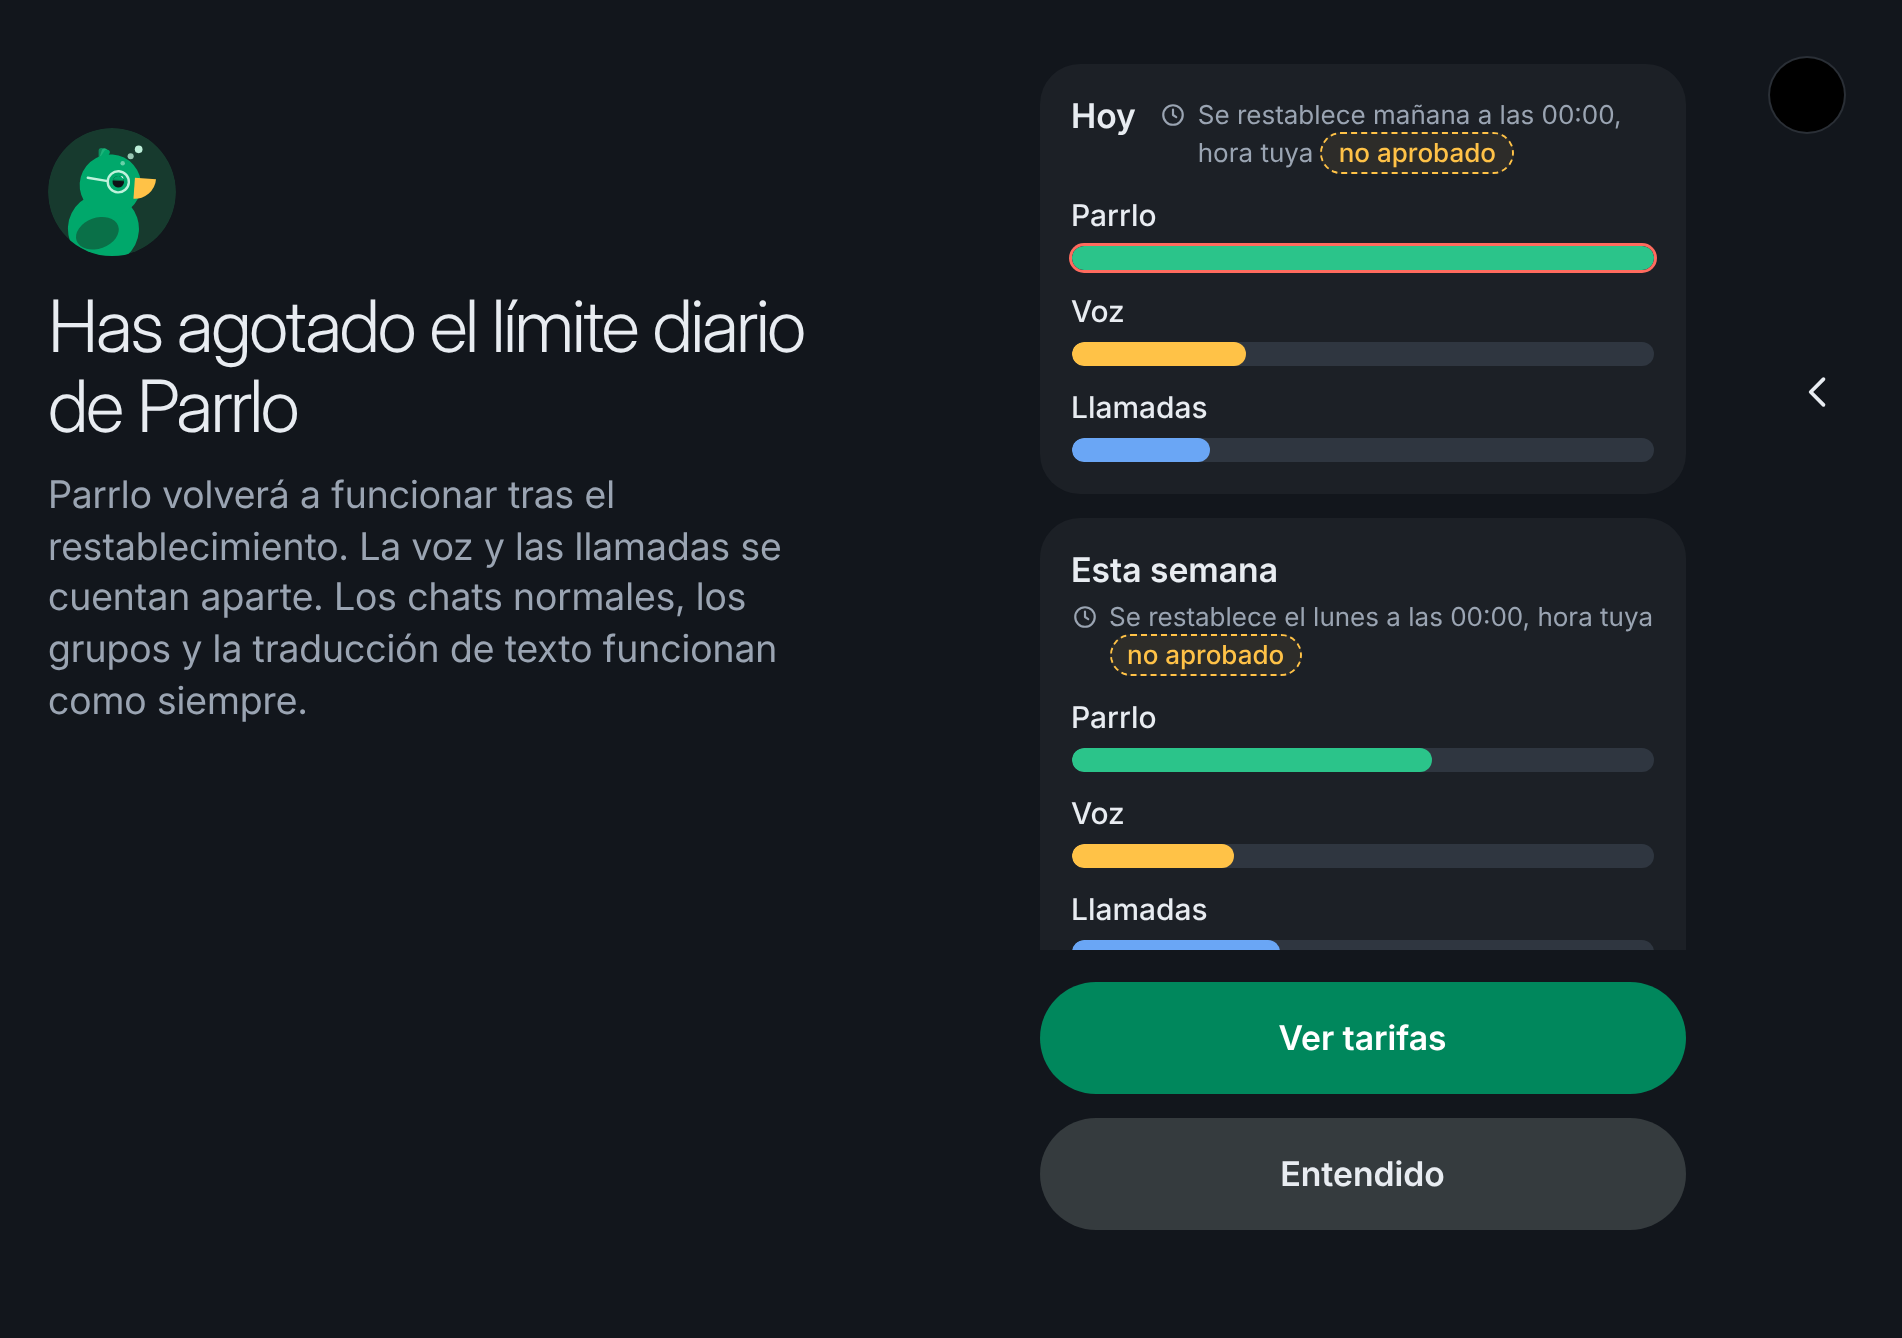 Has agotado el límite diario
de Parrlo
Parrlo volverá a funcionar tras el
restablecimiento. La voz y las llamadas se
cuentan aparte. Los chats normales, los
grupos y la traducción de texto funcionan
como siempre.
Hoy
Se restablece mañana a las 00:00,
hora tuya no aprobado
Parrlo
Voz
Llamadas
Esta semana
Se restablece el lunes a las 00:00, hora tuya
no aprobado
Parrlo
Voz
Llamadas
Ver tarifas
Entendido